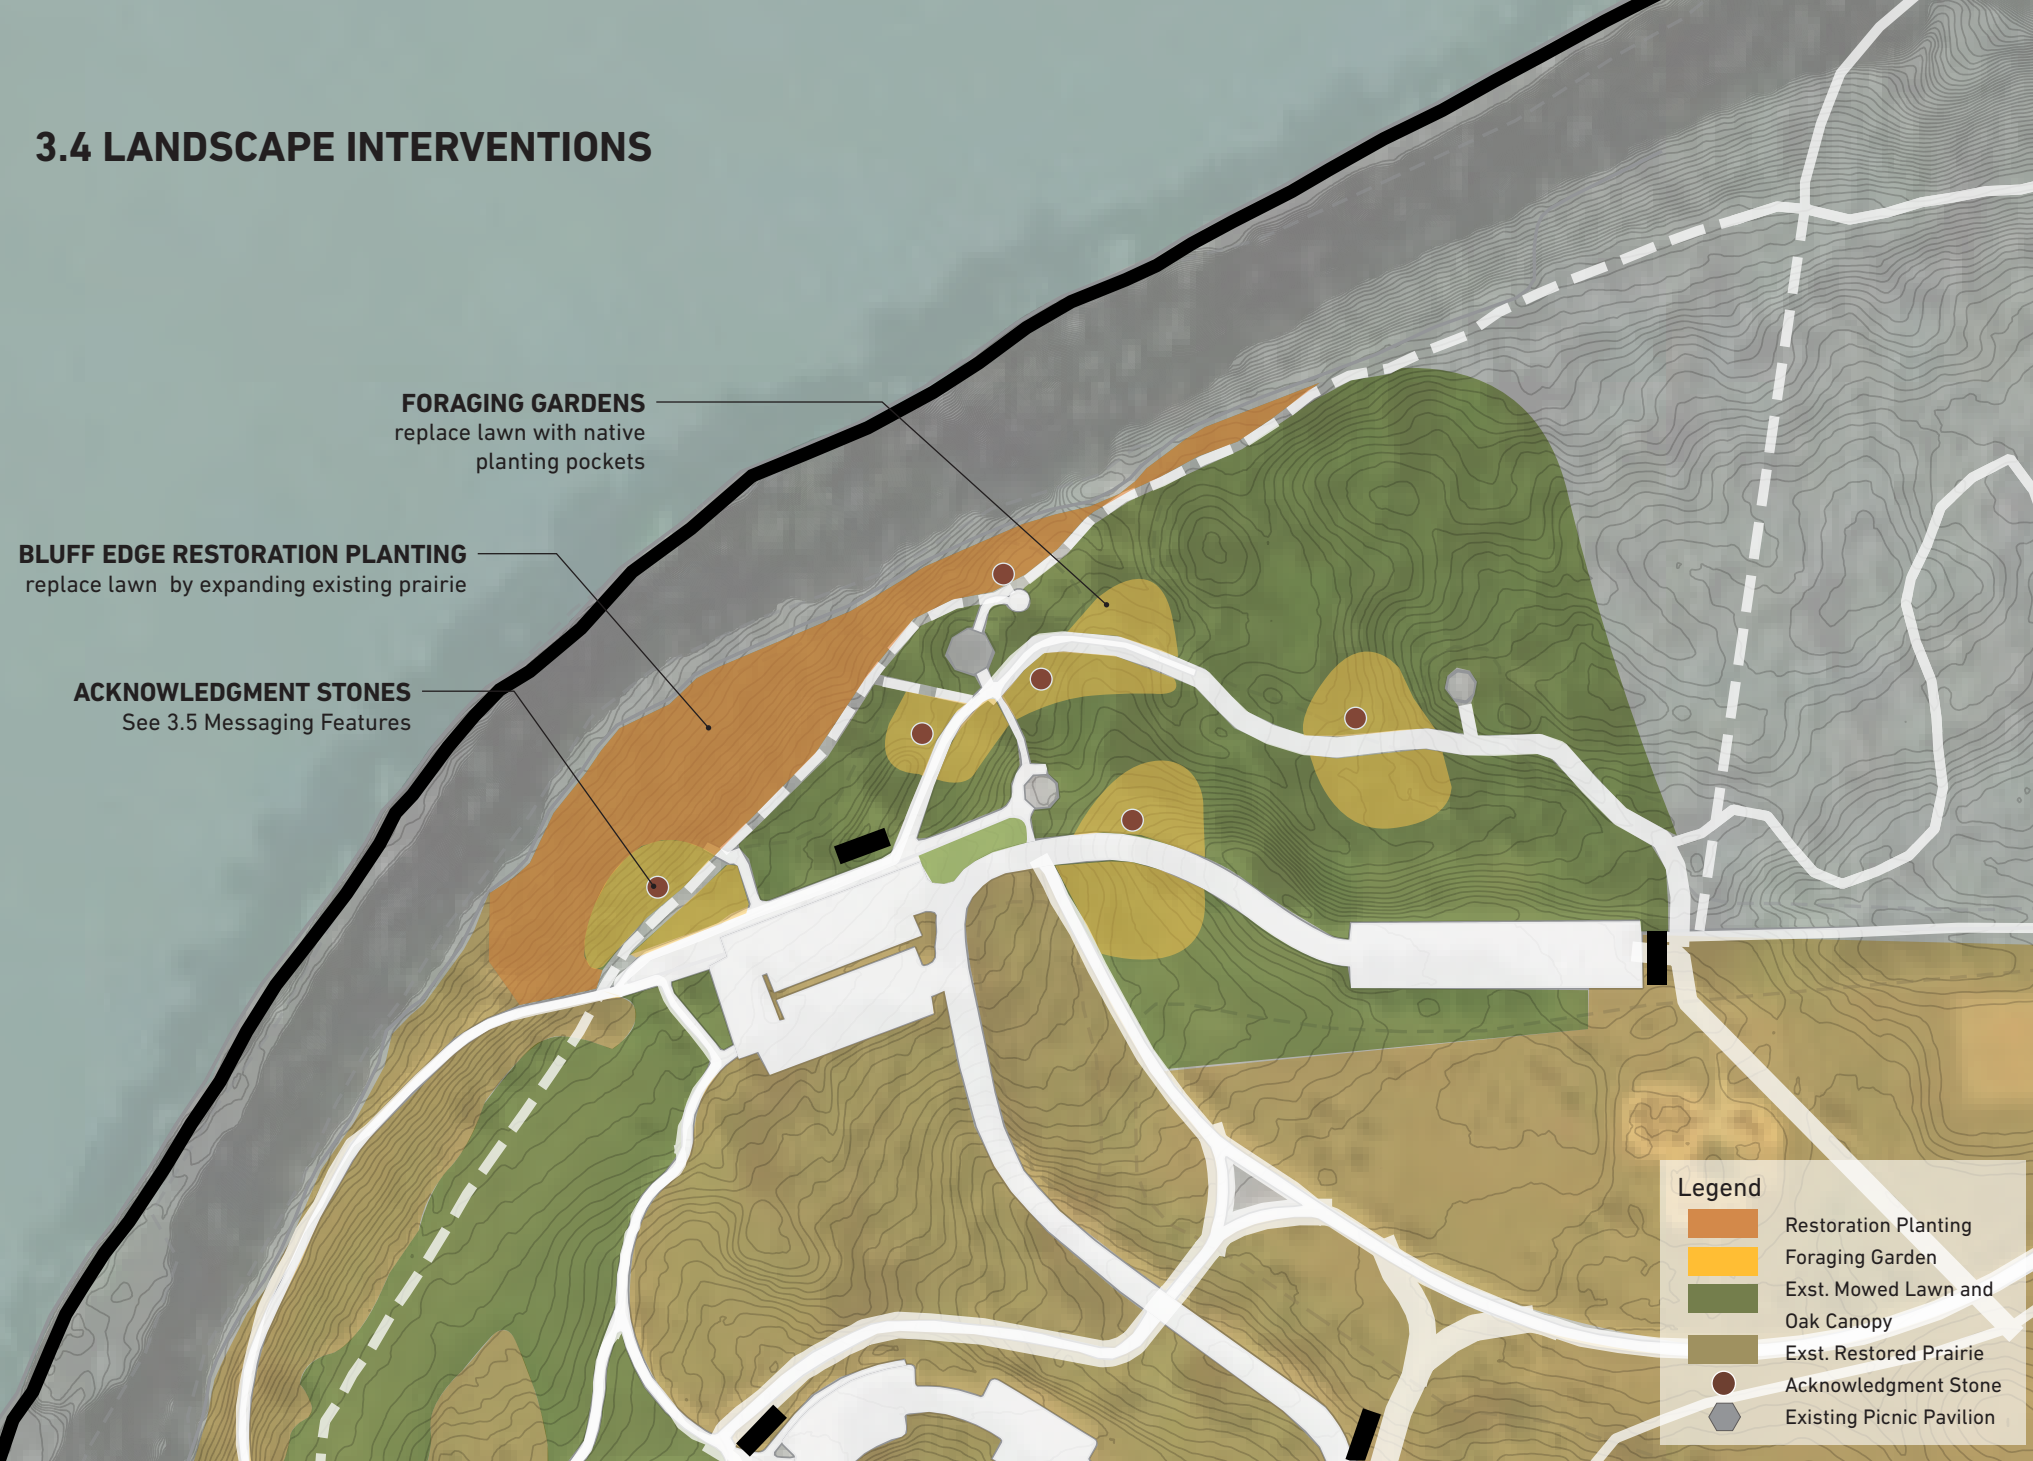 3.4 LANDSCAPE INTERVENTIONS
FORAGING GARDENS
replace lawn with native
planting pockets
BLUFF EDGE RESTORATION PLANTING
replace lawn  by expanding existing prairie
ACKNOWLEDGMENT STONES
See 3.5 Messaging Features
Legend
Restoration Planting
Foraging Garden
Exst. Mowed Lawn and
Oak Canopy
Exst. Restored Prairie
Acknowledgment Stone
Existing Picnic Pavilion